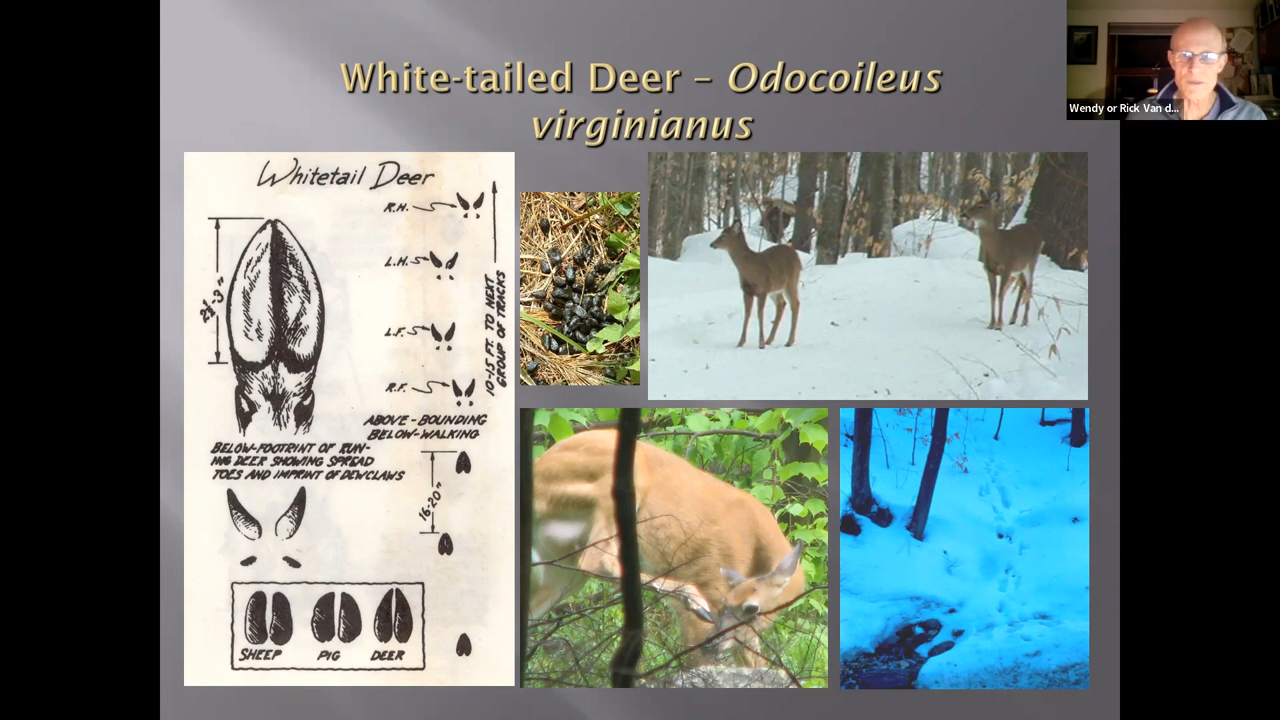 White-tailed Deer – Odocoileus
virginianus
Wendy or Rick Van d...
Whitetail Deer
R.H.
L.H.
L.F.
R.F.
10-15 FT. TO NEXT
GROUP OF TRACKS
ABOVE-BOUNDING
BELOW-WALKING
BELOW-FOOTPRINT OF RUN-
ING DEER SHOWING SPREAD
TOES AND IMPRINT OF DEWCLAWS
16-20"
SHEEP PIG DEER